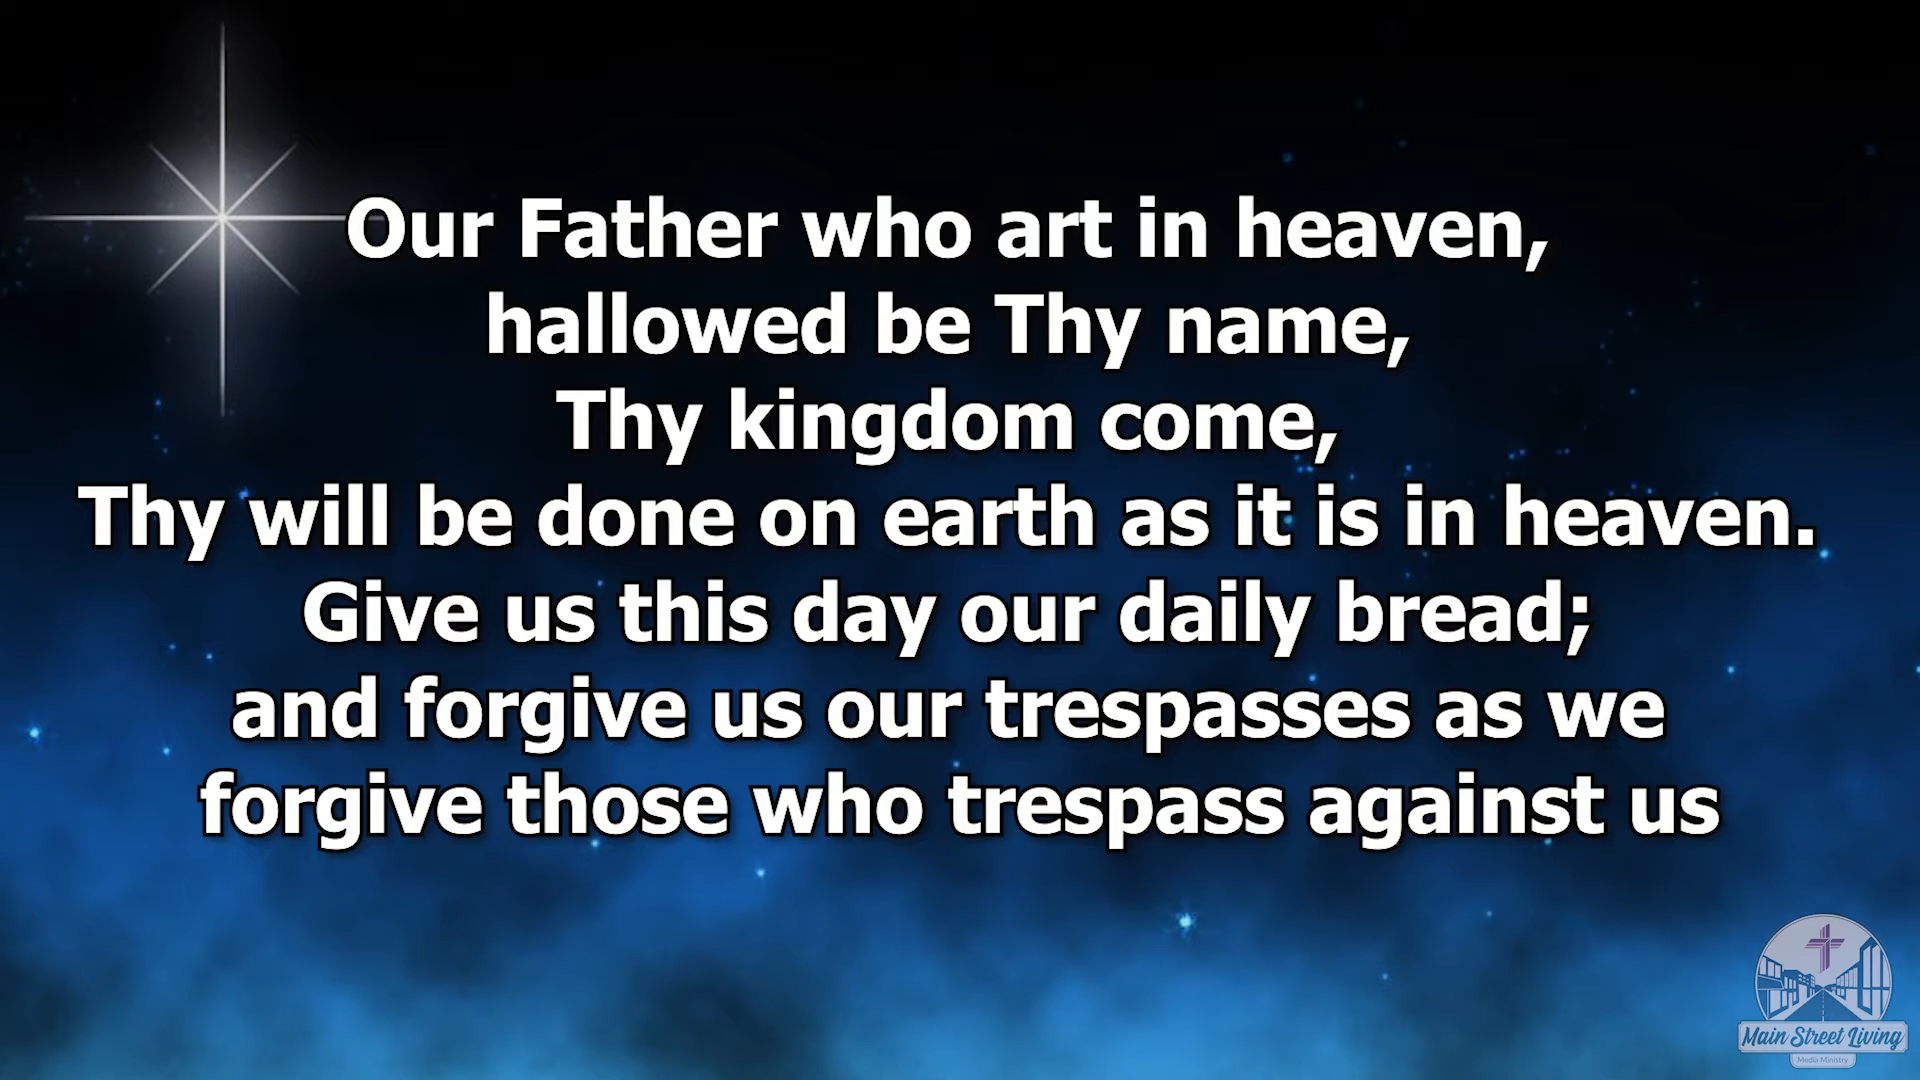 Our Father who art in heaven,
hallowed be Thy name,
Thy kingdom come,
Thy will be done on earth as it is in heaven.
Give us this day our daily bread;
and forgive us our trespasses as we
forgive those who trespass against us
Main Street Living
Media Ministry